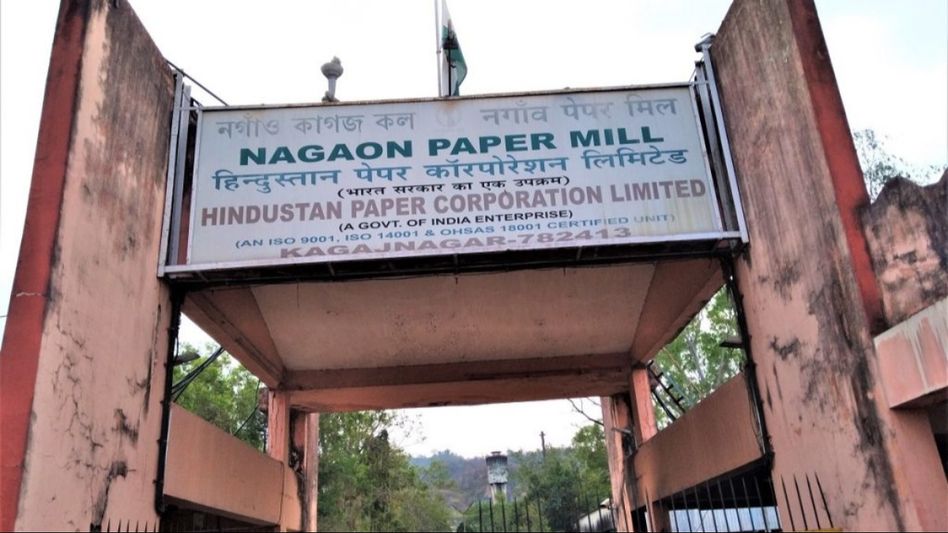 নগাঁও কাগজ কল नगाँव पेपर मिल
NAGAON PAPER MILL
हिन्दुस्तान पेपर कॉरपोरेशन लिमिटेड
(भारत सरकार का एक उपक्रम)
HINDUSTAN PAPER CORPORATION LIMITED
(A GOVT. OF INDIA ENTERPRISE)
(AN ISO 9001, ISO 14001 & OHSAS 18001 CERTIFIED UNIT)
KAGAJNAGAR-782413